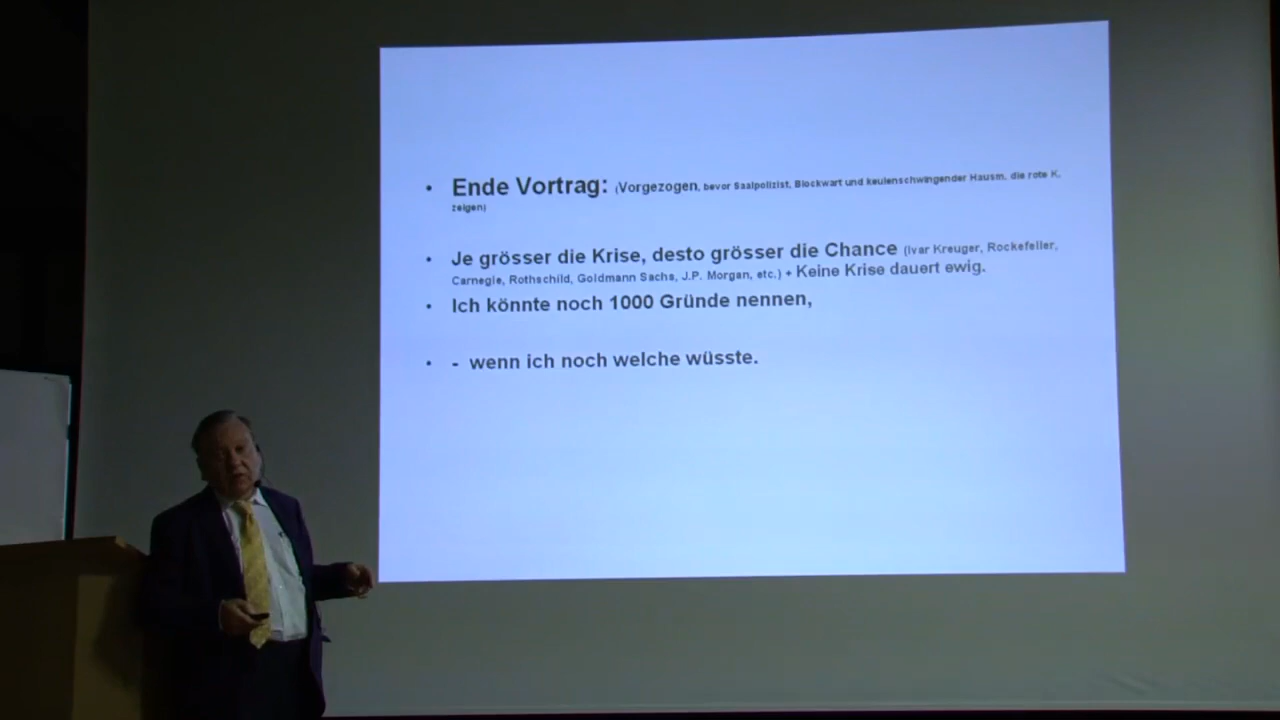 • Ende Vortrag: (Vorgezogen, bevor Saalpolizist, Blockwart und keulenschwingender Hausm. die rote K.
zeigen)
• Je grösser die Krise, desto grösser die Chance (Ivar Kreuger, Rockefeller,
Carnegie, Rothschild, Goldmann Sachs, J.P. Morgan, etc.) + Keine Krise dauert ewig.
• Ich könnte noch 1000 Gründe nennen,
• - wenn ich noch welche wüsste.